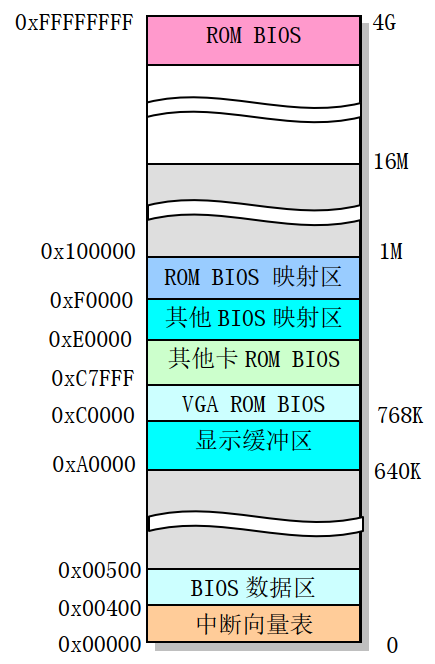 0xFFFFFFFF
ROM BIOS
4G
16M
0x100000
1M
ROM BIOS 映射区
0xF0000
其他 BIOS 映射区
0xE0000
其他卡 ROM BIOS
0xC7FFF
VGA ROM BIOS
0xC0000
768K
显示缓冲区
0xA0000
640K
0x00500
BIOS 数据区
0x00400
中断向量表
0x00000
0